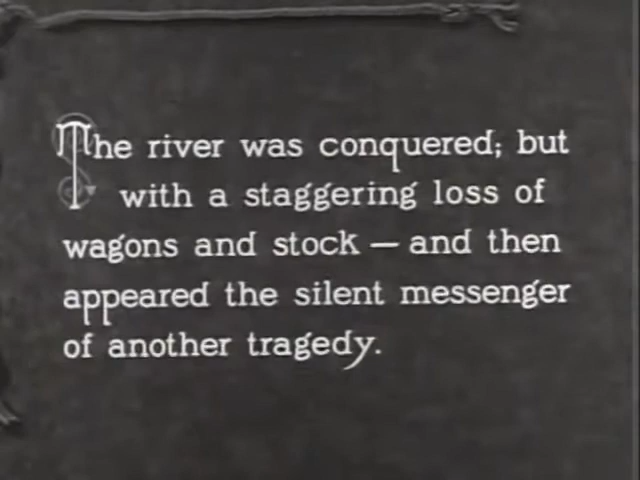 The river was conquered; but
with a staggering loss of
wagons and stock — and then
appeared the silent messenger
of another tragedy.